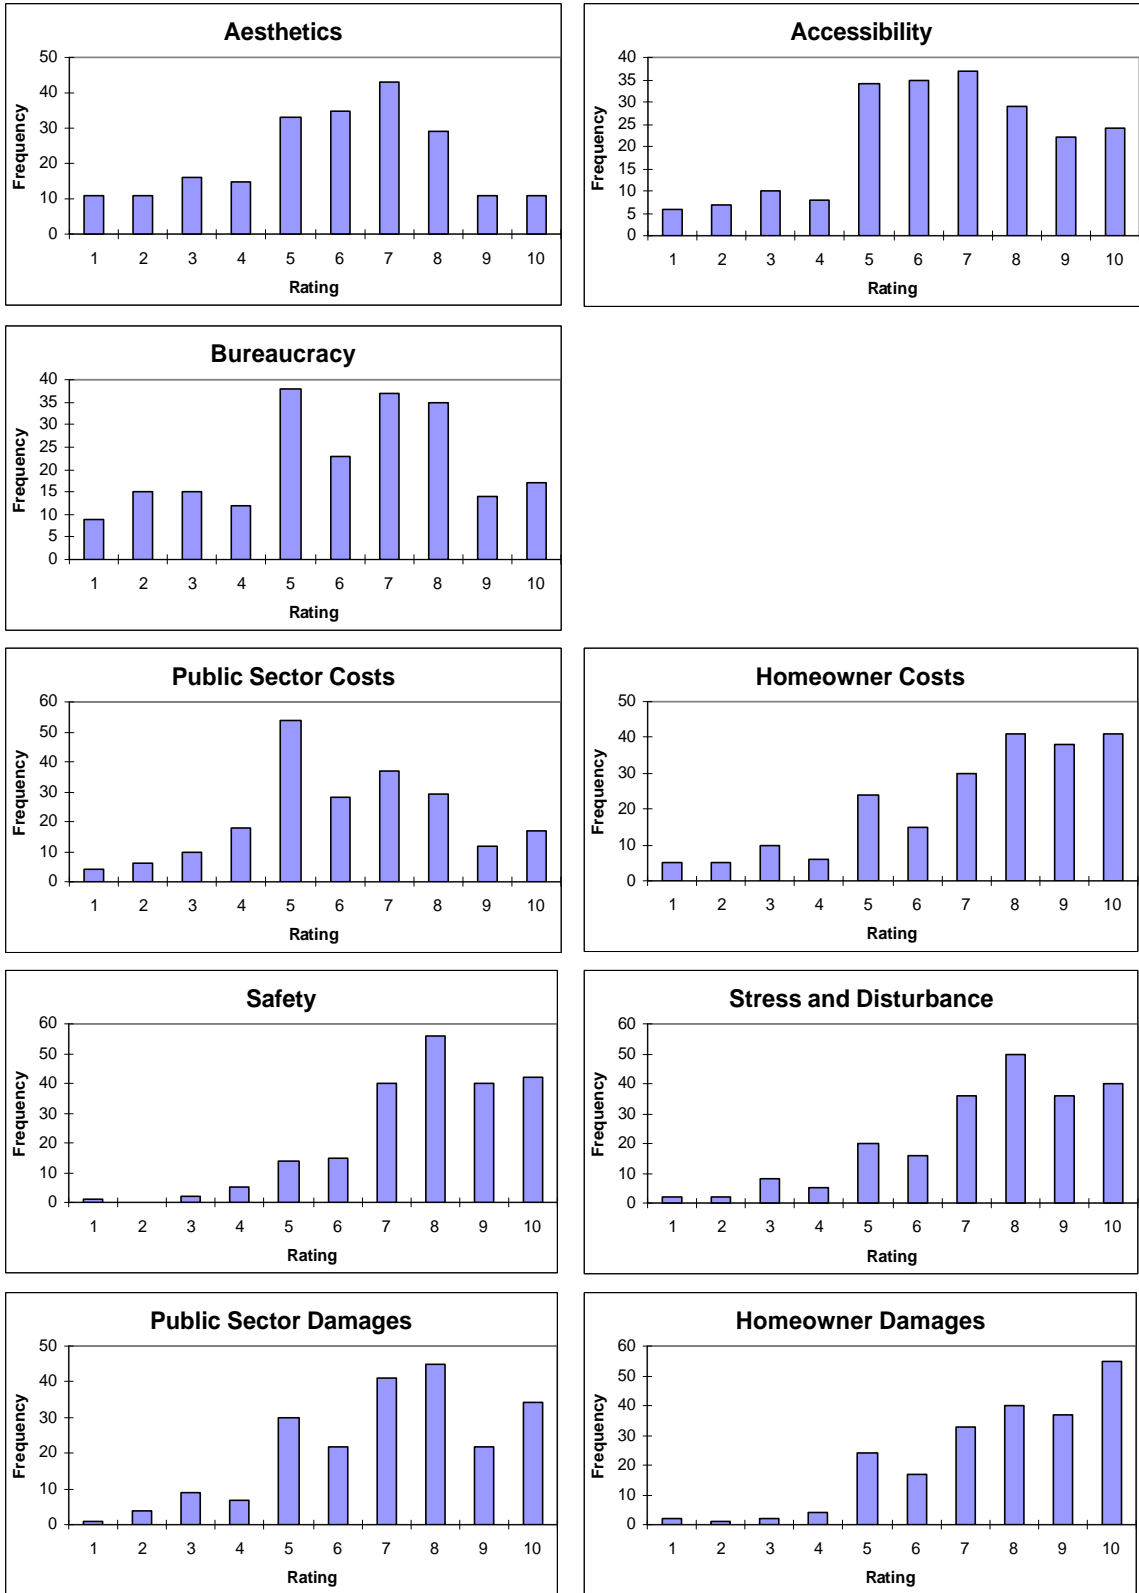 Aesthetics
50
40
30
20
10
0
Frequency
1 2 3 4 5 6 7 8 9 10
Rating
Accessibility
40
35
30
25
20
15
10
5
0
Frequency
1 2 3 4 5 6 7 8 9 10
Rating
Bureaucracy
40
35
30
25
20
15
10
5
0
Frequency
1 2 3 4 5 6 7 8 9 10
Rating
Public Sector Costs
60
50
40
30
20
10
0
Frequency
1 2 3 4 5 6 7 8 9 10
Rating
Homeowner Costs
50
40
30
20
10
0
Frequency
1 2 3 4 5 6 7 8 9 10
Rating
Safety
60
50
40
30
20
10
0
Frequency
1 2 3 4 5 6 7 8 9 10
Rating
Stress and Disturbance
60
50
40
30
20
10
0
Frequency
1 2 3 4 5 6 7 8 9 10
Rating
Public Sector Damages
50
40
30
20
10
0
Frequency
1 2 3 4 5 6 7 8 9 10
Rating
Homeowner Damages
60
50
40
30
20
10
0
Frequency
1 2 3 4 5 6 7 8 9 10
Rating